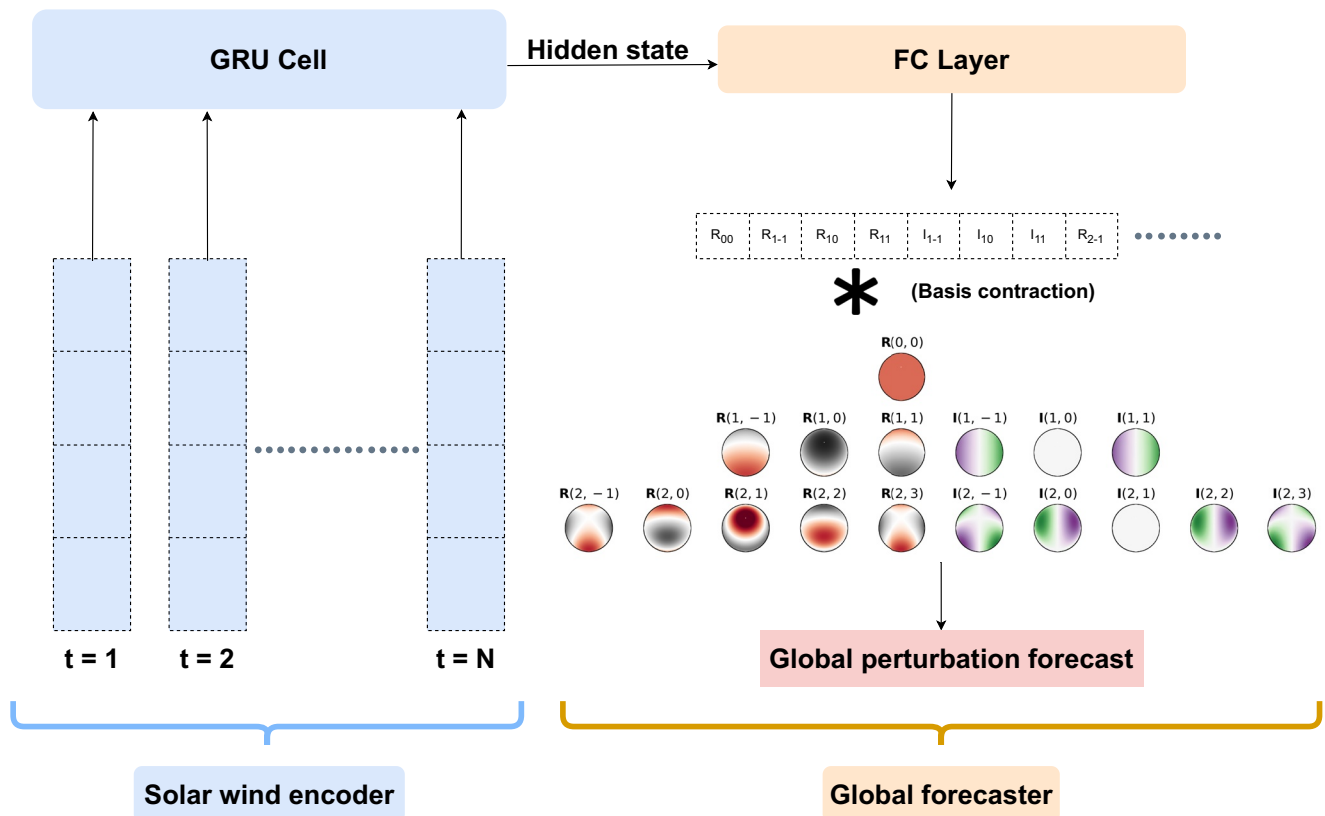 GRU Cell
Hidden state
FC Layer
R₀₀ R₁₋₁ R₁₀ R₁₁ I₁₋₁ I₁₀ I₁₁ R₂₋₁
(Basis contraction)
R(0, 0)
R(1, −1) R(1, 0) R(1, 1) I(1, −1) I(1, 0) I(1, 1)
R(2, −1) R(2, 0) R(2, 1) R(2, 2) R(2, 3) I(2, −1) I(2, 0) I(2, 1) I(2, 2) I(2, 3)
t = 1 t = 2 t = N
Global perturbation forecast
Solar wind encoder
Global forecaster